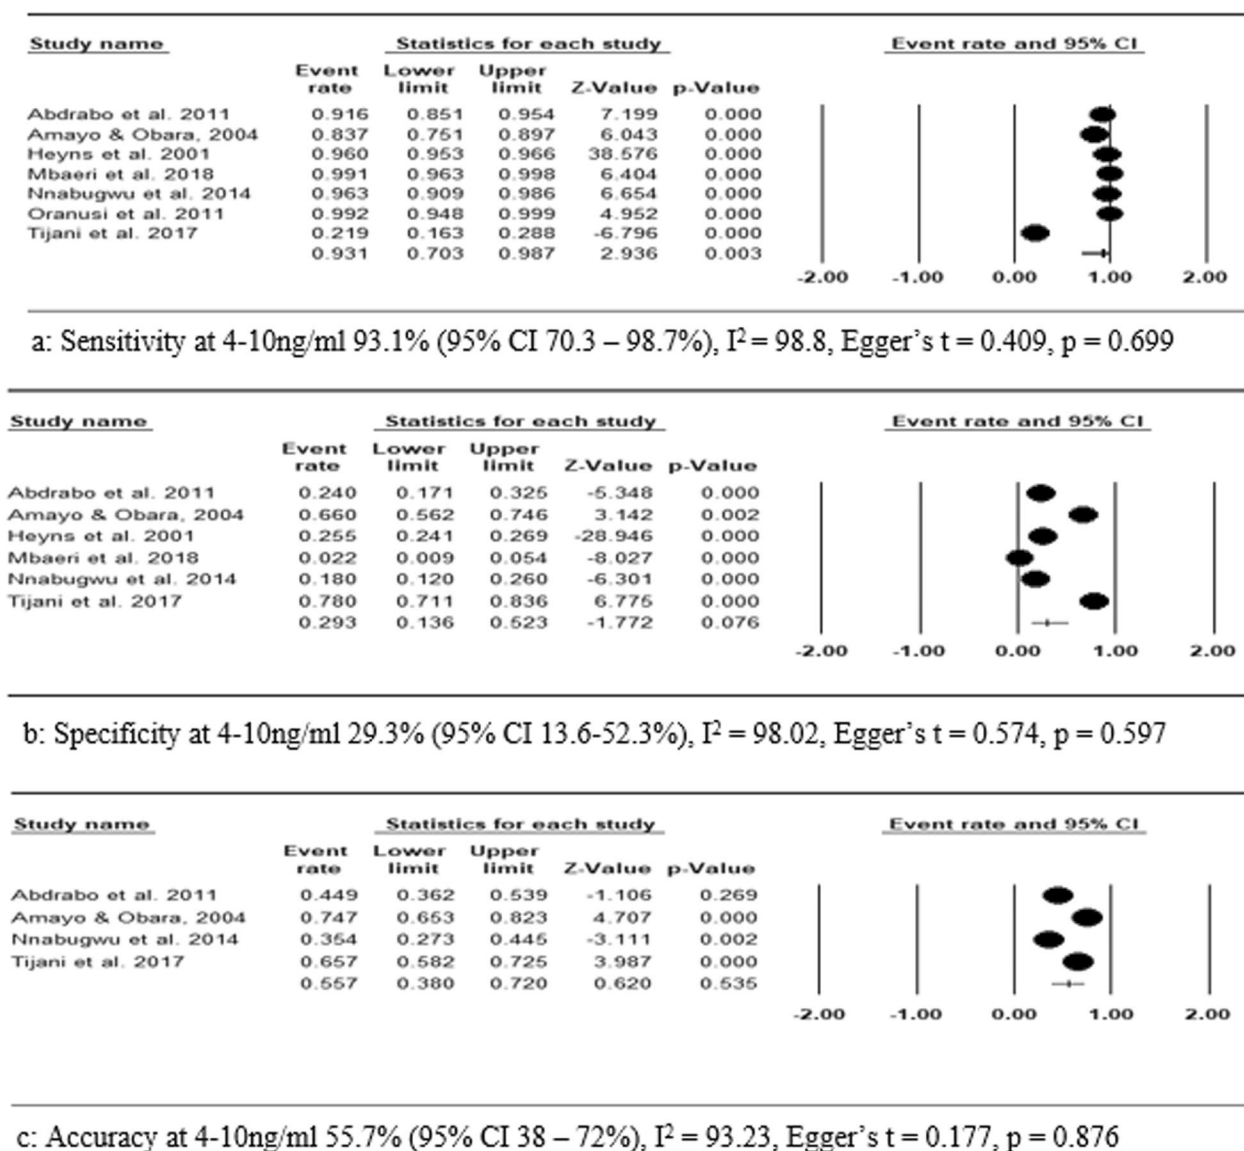 Study name Statistics for each study Event rate and 95% CI
Event Lower Upper
rate limit limit Z-Value p-Value
Abdrabo et al. 2011 0.916 0.851 0.954 7.199 0.000
Amayo & Obara, 2004 0.837 0.751 0.897 6.043 0.000
Heyns et al. 2001 0.960 0.953 0.966 38.576 0.000
Mbaeri et al. 2018 0.991 0.963 0.998 6.404 0.000
Nnabugwu et al. 2014 0.963 0.909 0.986 6.654 0.000
Oranusi et al. 2011 0.992 0.948 0.999 4.952 0.000
Tijani et al. 2017 0.219 0.163 0.288 -6.796 0.000
0.931 0.703 0.987 2.936 0.003
-2.00 -1.00 0.00 1.00 2.00
a: Sensitivity at 4-10ng/ml 93.1% (95% CI 70.3 – 98.7%), I² = 98.8, Egger’s t = 0.409, p = 0.699
Study name Statistics for each study Event rate and 95% CI
Event Lower Upper
rate limit limit Z-Value p-Value
Abdrabo et al. 2011 0.240 0.171 0.325 -5.348 0.000
Amayo & Obara, 2004 0.660 0.562 0.746 3.142 0.002
Heyns et al. 2001 0.255 0.241 0.269 -28.946 0.000
Mbaeri et al. 2018 0.022 0.009 0.054 -8.027 0.000
Nnabugwu et al. 2014 0.180 0.120 0.260 -6.301 0.000
Tijani et al. 2017 0.780 0.711 0.836 6.775 0.000
0.293 0.136 0.523 -1.772 0.076
-2.00 -1.00 0.00 1.00 2.00
b: Specificity at 4-10ng/ml 29.3% (95% CI 13.6-52.3%), I² = 98.02, Egger’s t = 0.574, p = 0.597
Study name Statistics for each study Event rate and 95% CI
Event Lower Upper
rate limit limit Z-Value p-Value
Abdrabo et al. 2011 0.449 0.362 0.539 -1.106 0.269
Amayo & Obara, 2004 0.747 0.653 0.823 4.707 0.000
Nnabugwu et al. 2014 0.354 0.273 0.445 -3.111 0.002
Tijani et al. 2017 0.657 0.582 0.725 3.987 0.000
0.557 0.380 0.720 0.620 0.535
-2.00 -1.00 0.00 1.00 2.00
c: Accuracy at 4-10ng/ml 55.7% (95% CI 38 – 72%), I² = 93.23, Egger’s t = 0.177, p = 0.876